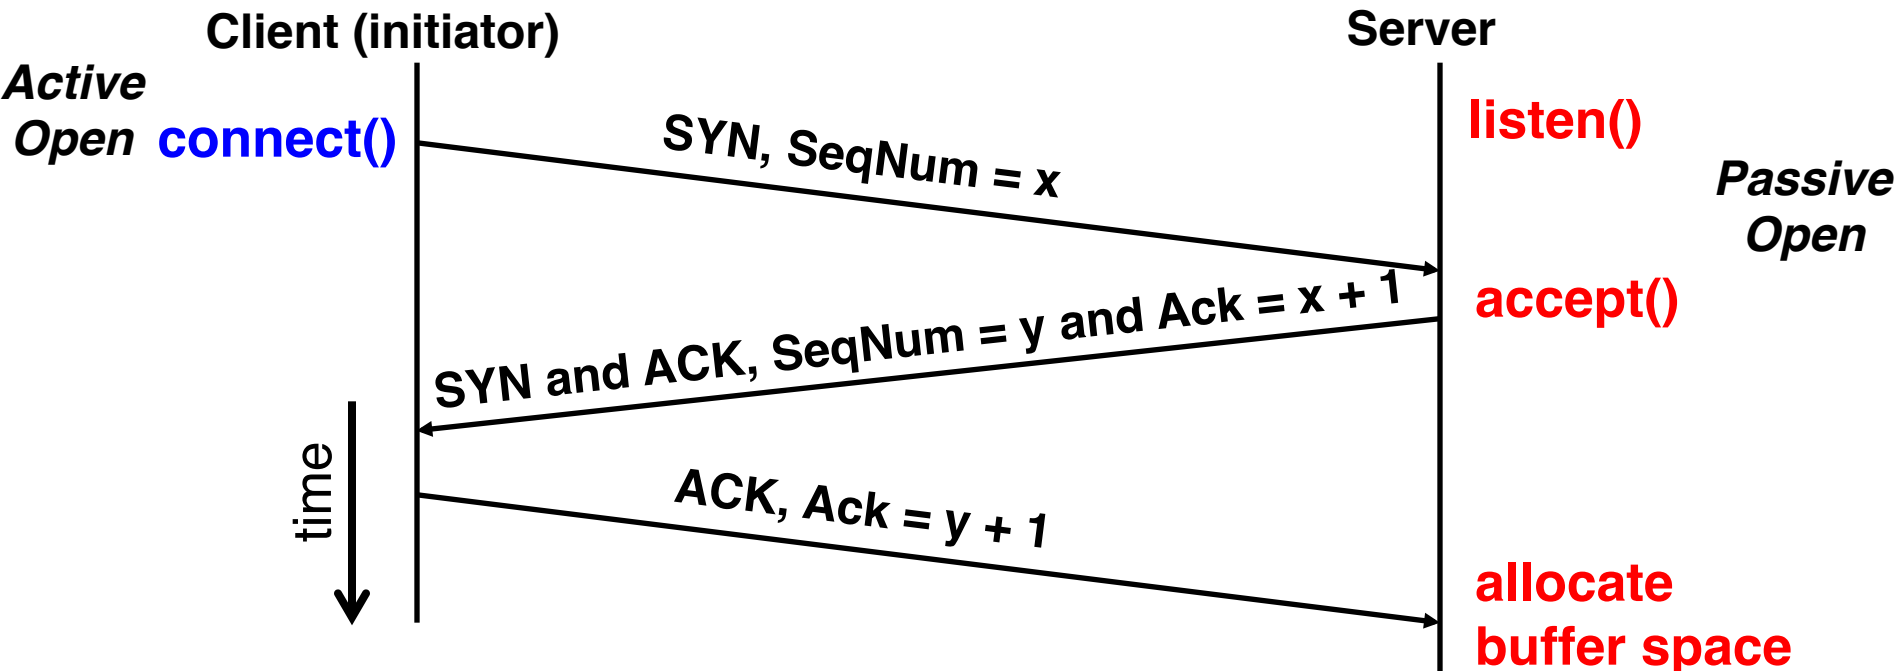 Client (initiator)
Server
Active
Open
connect()
listen()
SYN, SeqNum = x
Passive
Open
accept()
SYN and ACK, SeqNum = y and Ack = x + 1
time
ACK, Ack = y + 1
allocate
buffer space